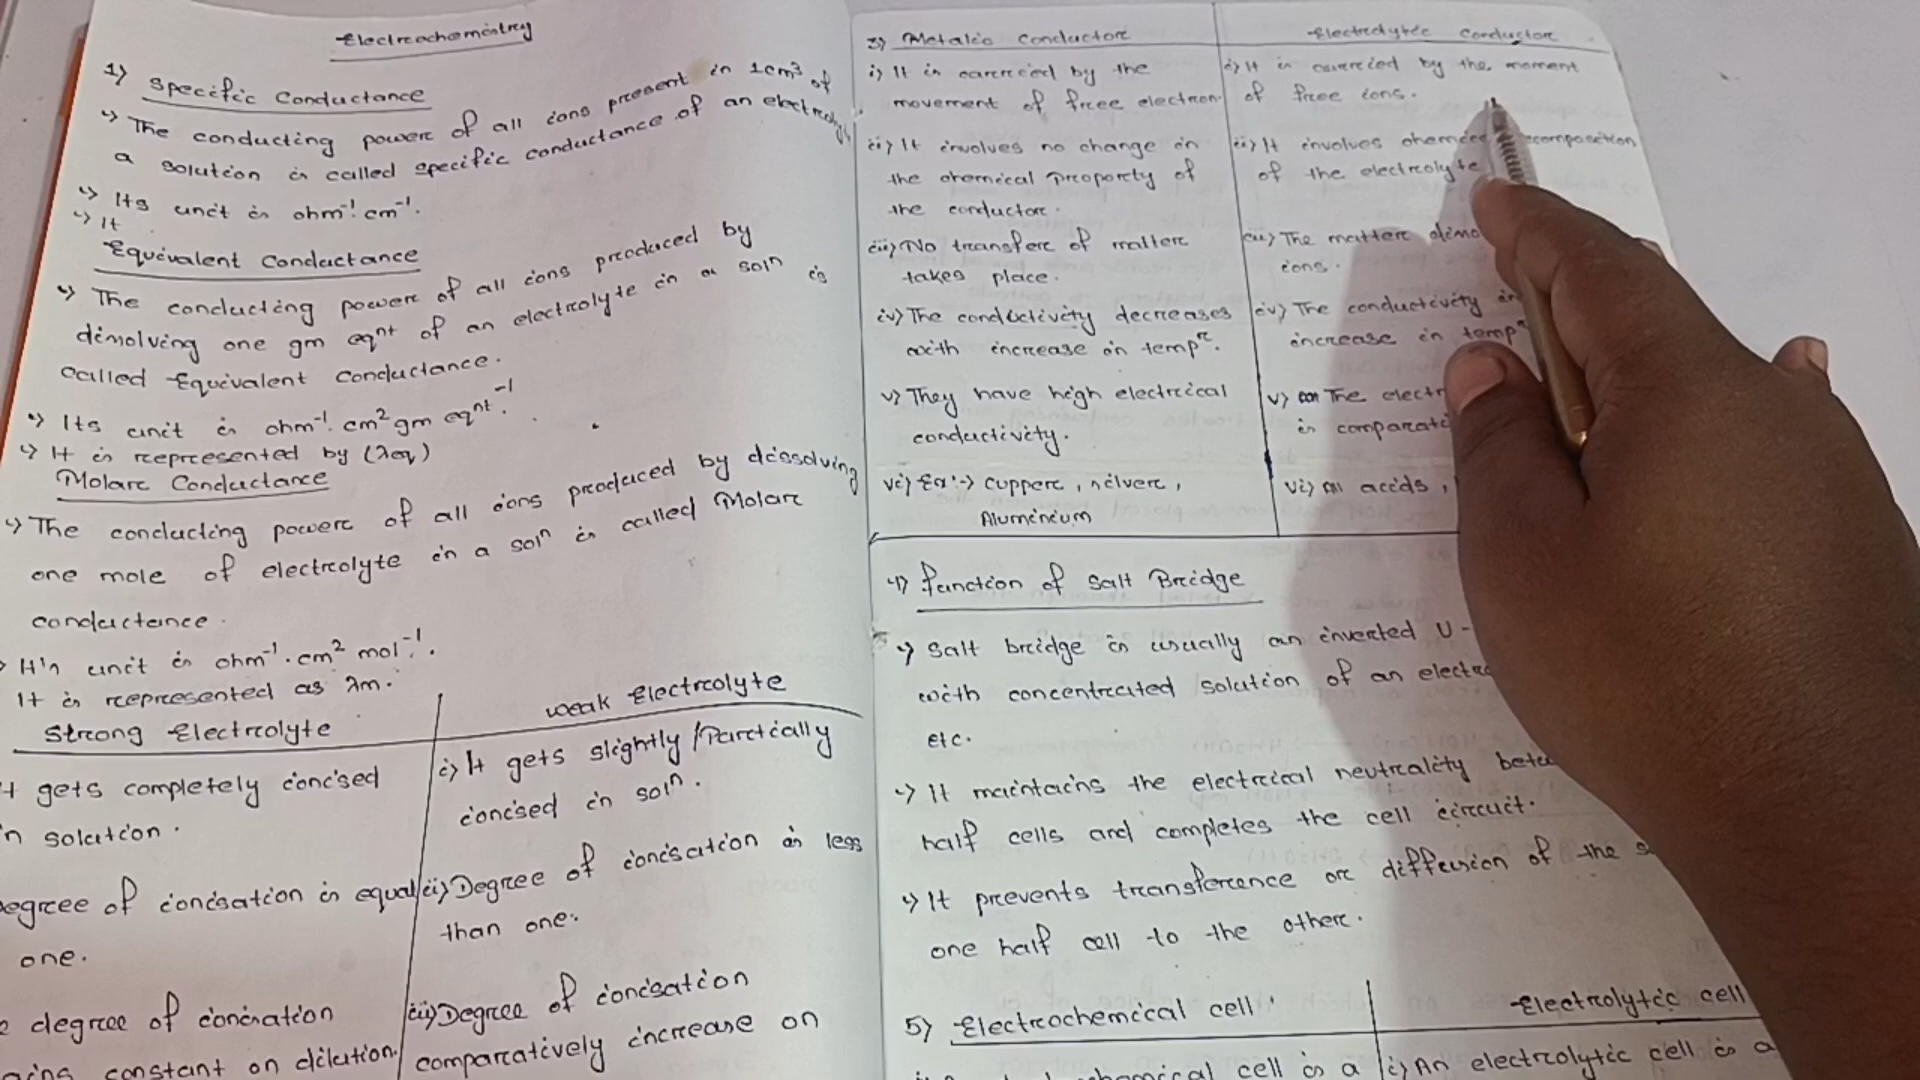 Electrochemistry
1) Specific Conductance
The conducting power of all ions present in 1cm³ of
a solution is called specific conductance of an
Its unit is ohm⁻¹ cm⁻¹.
It
Equivalent Conductance
The conducting power of all ions produced by
dissolving one gm eqnt of an electrolyte in a solⁿ is
called Equivalent Conductance.
Its unit is ohm⁻¹. cm² gm eqnt⁻¹.
It is represented by (λeq)
Molar Conductance
The conducting power of all ions produced by dissolving
one mole of electrolyte in a solⁿ is called Molar
conductance.
unit is ohm⁻¹. cm² mol⁻¹.
It is represented as λm.
Strong Electrolyte
weak Electrolyte
gets completely ionised
in solution.
i) It gets slightly/Partially
ionised in solⁿ.
degree of ionisation is equal
one.
ii) Degree of ionisation is less
than one.
degree of ionisation
constant on dilution.
iii) Degree of ionisation
comparatively increase on
3) Metalic Conductor
Electrolytic Conductor
i) It is carried by the
movement of free electron
i) It is carried by the moment
of free ions.
ii) It involves no change in
the chemical Property of
the conductor.
ii) It involves
of the electrolyte
iii) No transfer of matter
takes place.
iii) The matter
ions.
iv) The conductivity decreases
with increase in tempʳ.
iv) The conductivity
increase in tempʳ
v) They have high electrical
conductivity.
v) The
is
vi) Ex:-> Cupper, silver,
Aluminium
vi) All acids,
4) Function of Salt Bridge
Salt bridge is usually an inverted U-
with concentrated solution of an
etc.
It maintains the electrical neutrality
half cells and completes the cell circuit.
It prevents transference or diffusion of the
one half cell to the other.
5) Electrochemical cell
Electrolytic cell
cell is a
i) An electrolytic cell is a